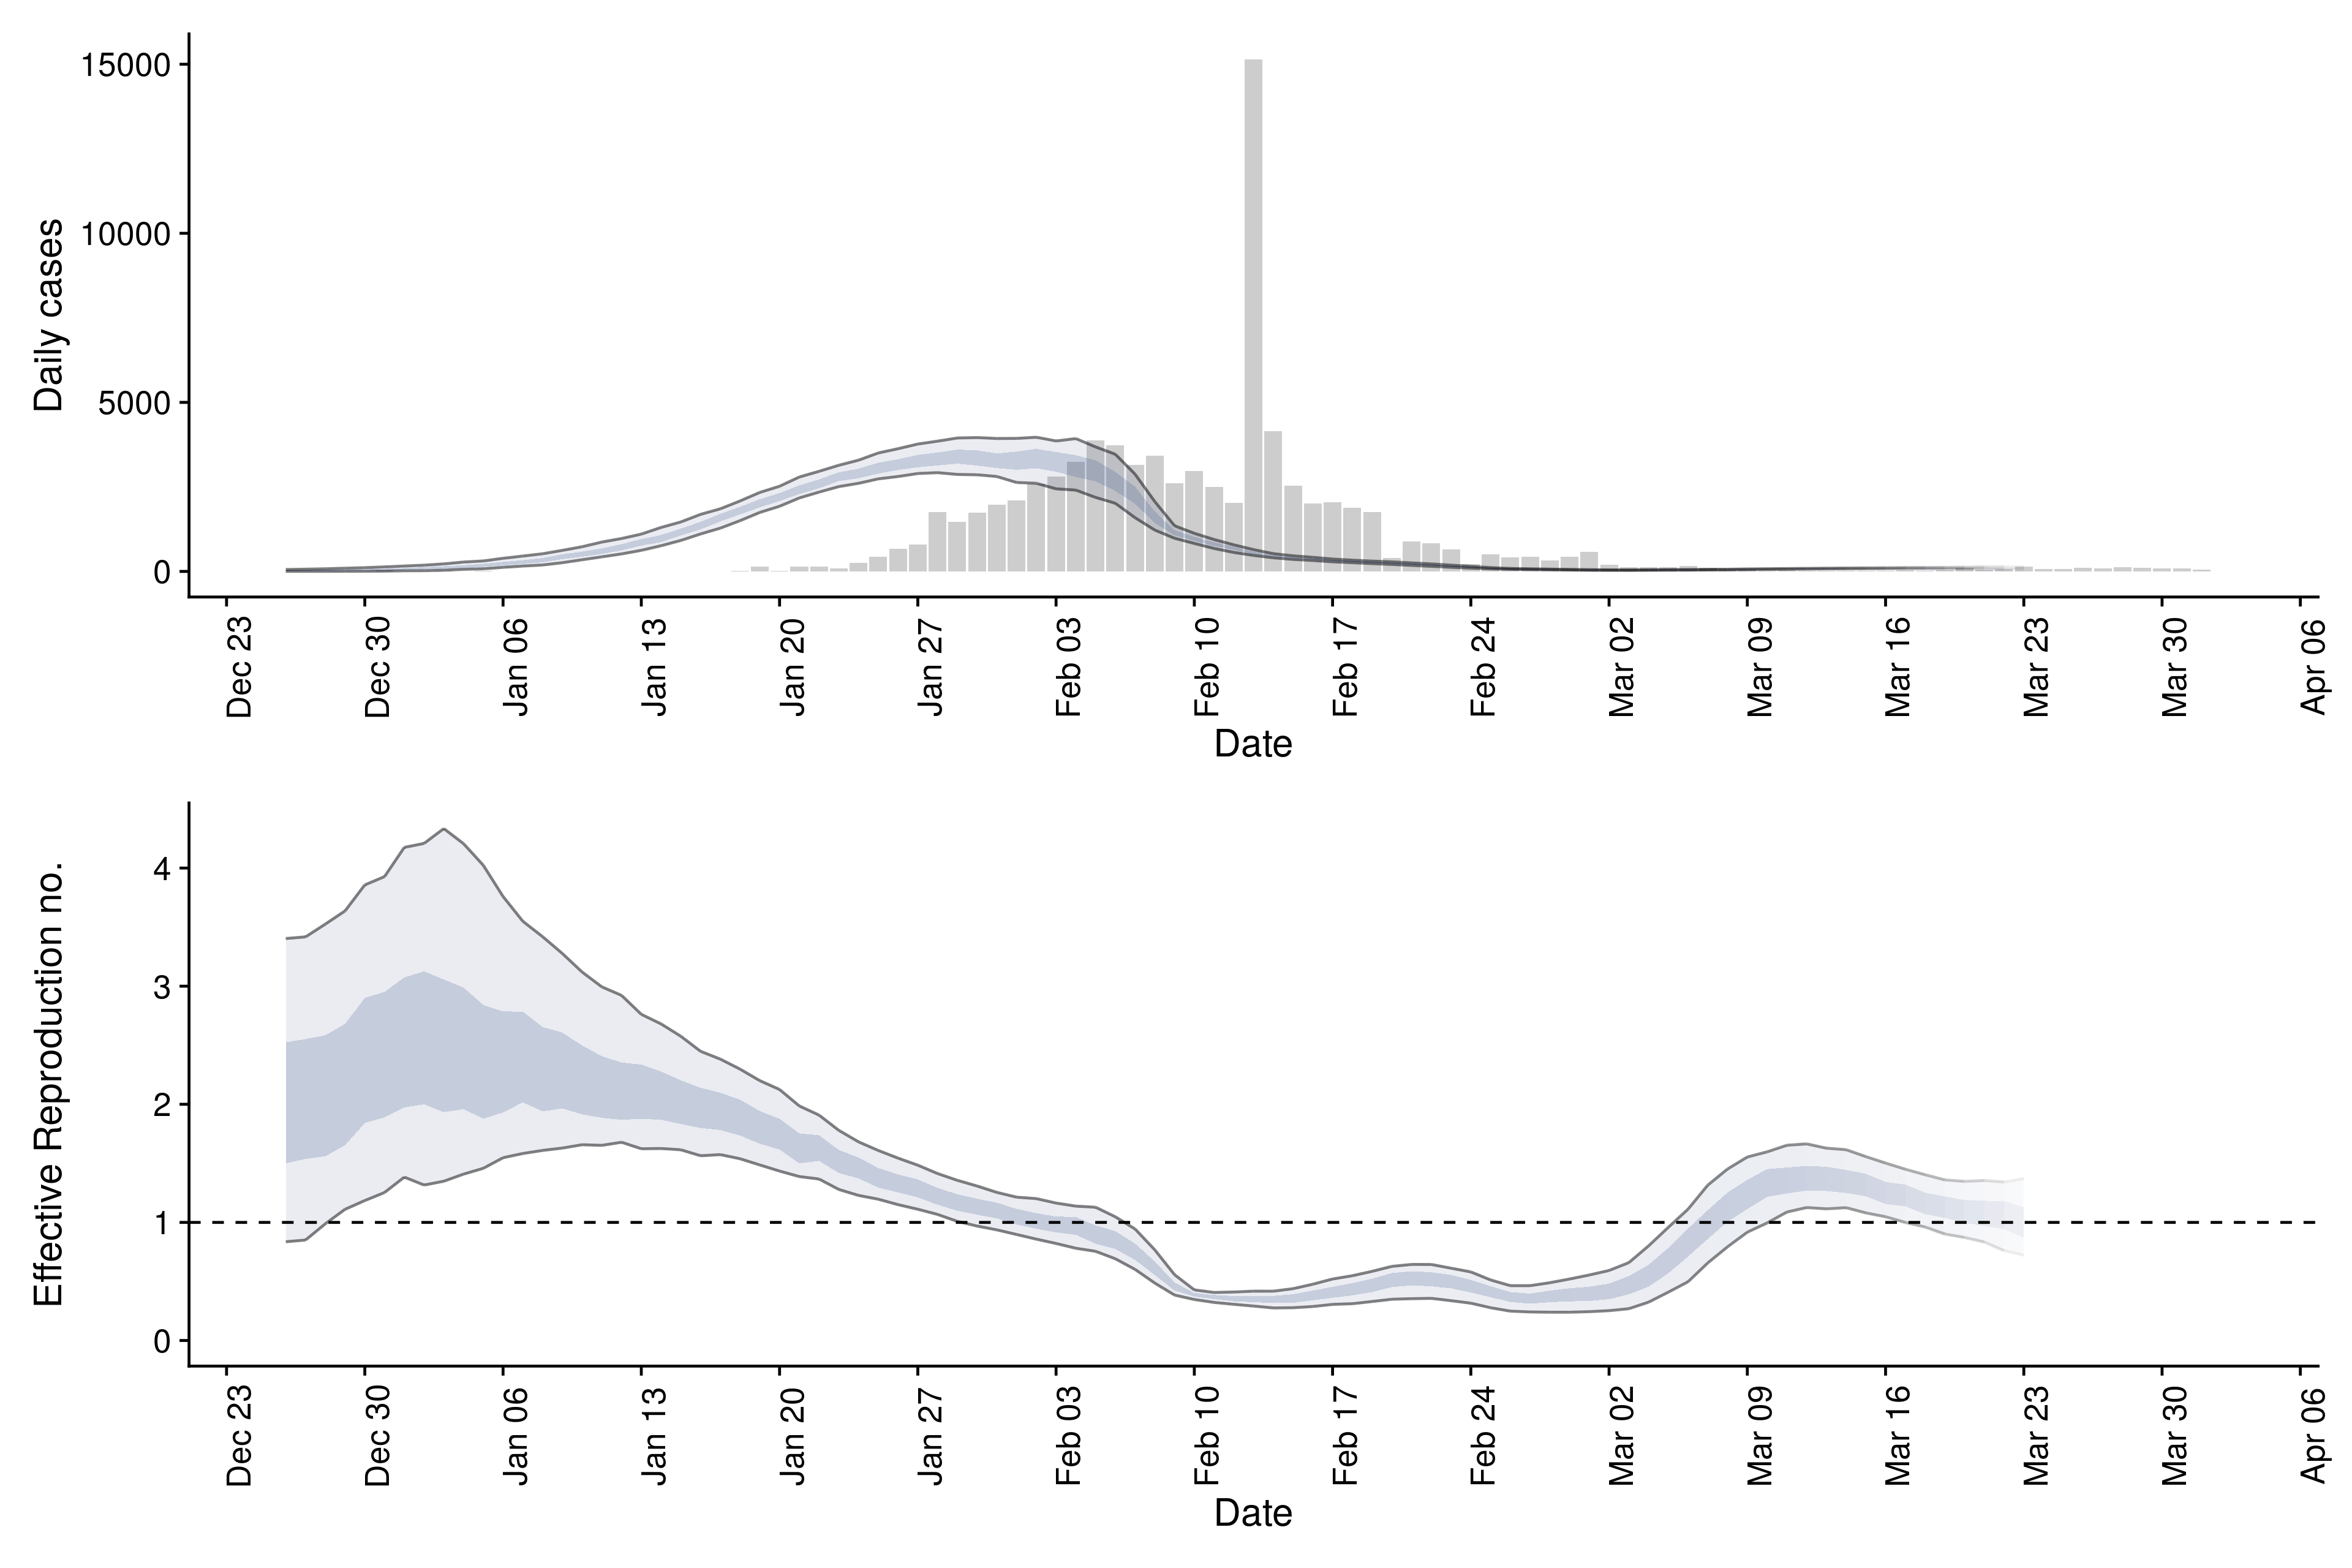 15000
10000
5000
0
Daily cases
Dec 23
Dec 30
Jan 06
Jan 13
Jan 20
Jan 27
Feb 03
Feb 10
Feb 17
Feb 24
Mar 02
Mar 09
Mar 16
Mar 23
Mar 30
Apr 06
Date
4
3
2
1
0
Effective Reproduction no.
Dec 23
Dec 30
Jan 06
Jan 13
Jan 20
Jan 27
Feb 03
Feb 10
Feb 17
Feb 24
Mar 02
Mar 09
Mar 16
Mar 23
Mar 30
Apr 06
Date